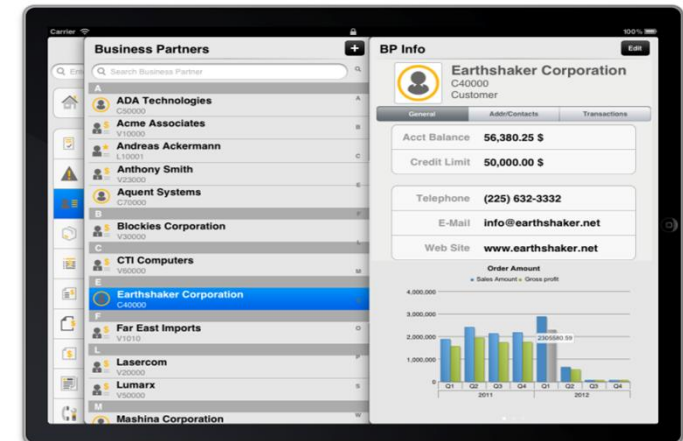 Carrier
100%
Business Partners
+
Search Business Partner
A
ADA Technologies
C50000
Acme Associates
V10000
Andreas Ackermann
L10001
Anthony Smith
V23000
Aquent Systems
C70000
B
Blockies Corporation
V30000
C
CTI Computers
V60000
E
Earthshaker Corporation
C40000
F
Far East Imports
V1010
L
Lasercom
V20000
Lumarx
V50000
M
Mashina Corporation
BP Info
Edit
Earthshaker Corporation
C40000
Customer
General Addr/Contacts Transactions
Acct Balance 56,380.25 $
Credit Limit 50,000.00 $
Telephone (225) 632-3332
E-Mail info@earthshaker.net
Web Site www.earthshaker.net
Order Amount
Sales Amount Gross profit
4,000,000
3,000,000
2,000,000
1,000,000
0
2305580.59
Q1 Q2 Q3 Q4 Q1 Q2 Q3 Q4
2011 2012